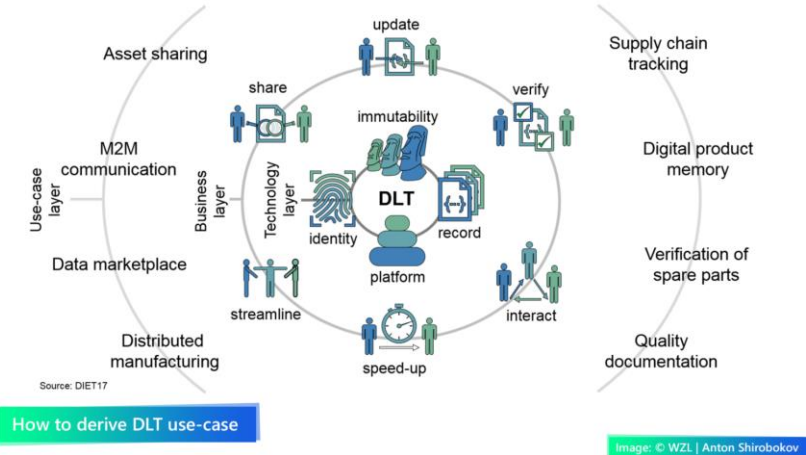 update
Asset sharing
Supply chain
tracking
share
verify
immutability
M2M
communication
Digital product
memory
Use-case
layer
Business
layer
Technology
layer
DLT
identity
record
Data marketplace
platform
Verification of
spare parts
streamline
interact
Distributed
manufacturing
speed-up
Quality
documentation
Source: DIET17
How to derive DLT use-case
Image: © WZL | Anton Shirobokov